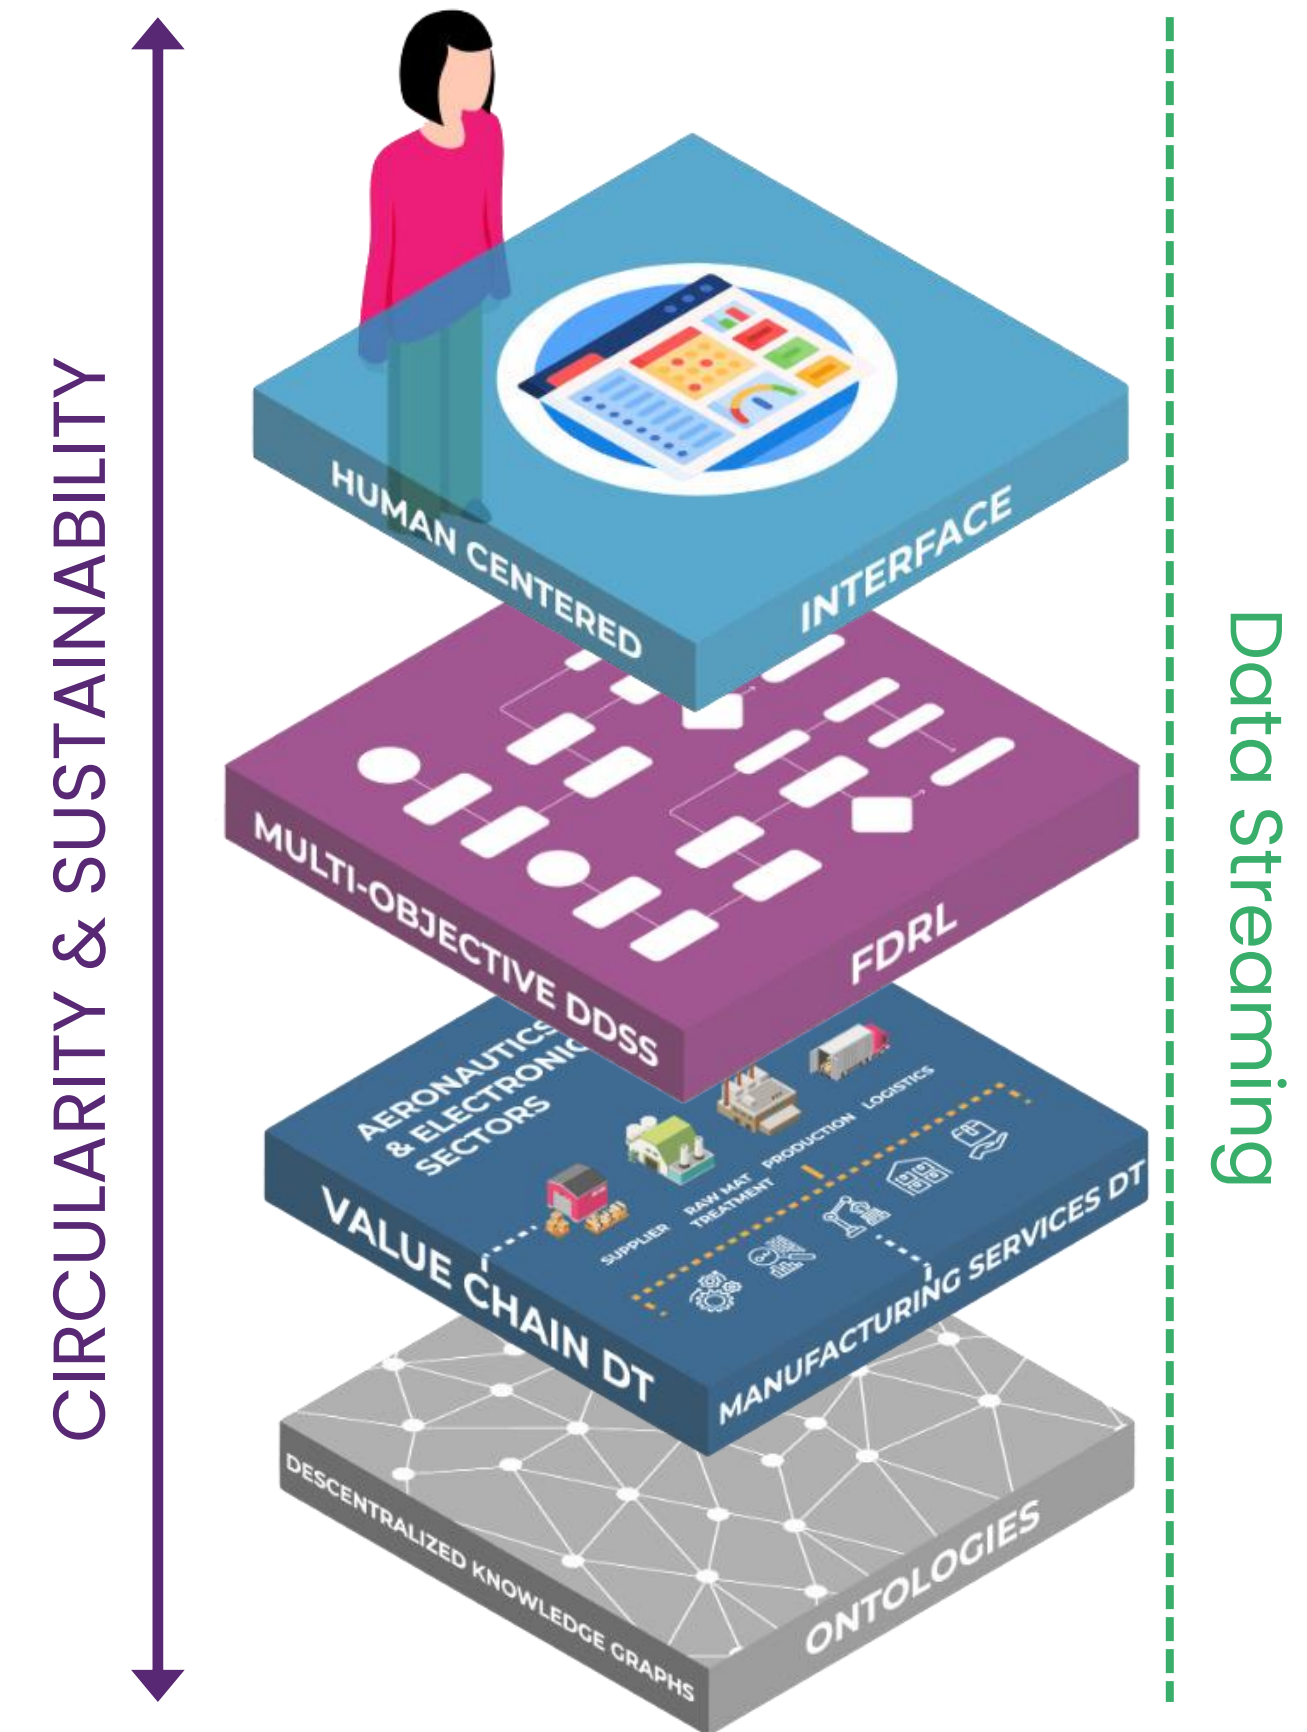 CIRCULARITY & SUSTAINABILITY
HUMAN CENTERED
INTERFACE
MULTI-OBJECTIVE DDSS
FDRL
AERONAUTICS
& ELECTRONIC
SECTORS
SUPPLIER
RAW MAT
TREATMENT
PRODUCTION
LOGISTICS
VALUE CHAIN DT
MANUFACTURING SERVICES DT
DESCENTRALIZED KNOWLEDGE GRAPHS
ONTOLOGIES
Data Streaming